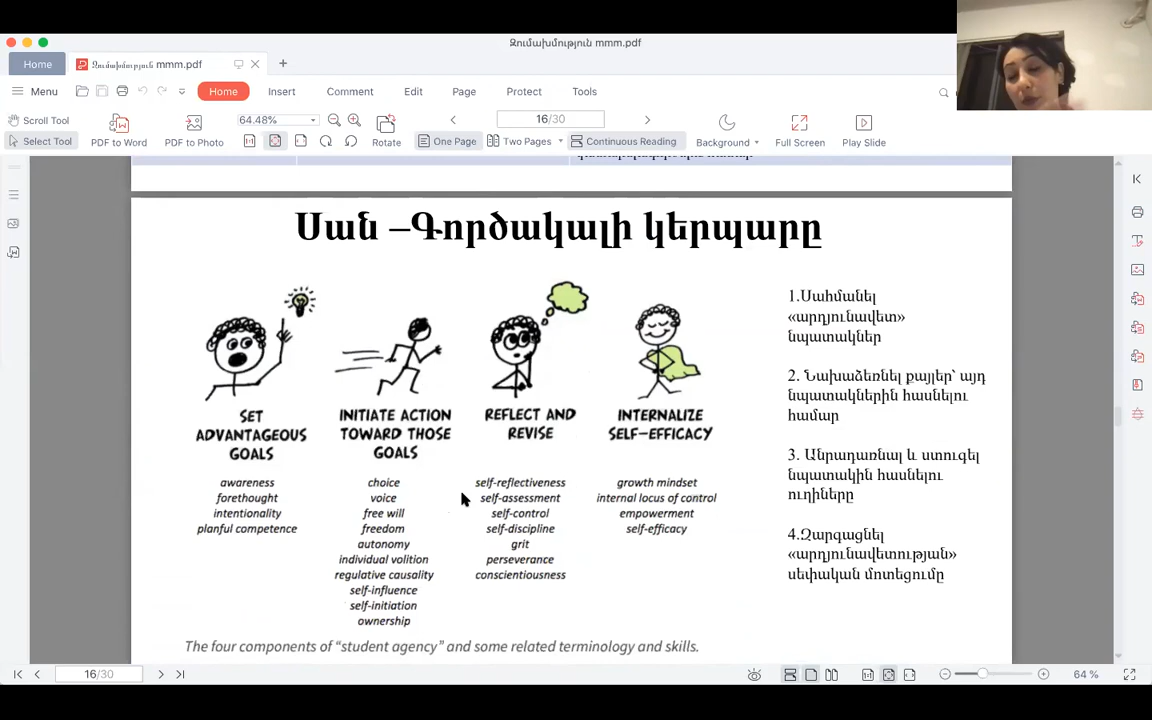 Զումախմություն mmm.pdf
Home
Զումախմություն mmm.pdf
Menu
Home
Insert
Comment
Edit
Page
Protect
Tools
Scroll Tool
Select Tool
PDF to Word
PDF to Photo
64.48%
Rotate
16/30
One Page
Two Pages
Continuous Reading
Background
Full Screen
Play Slide
Սան –Գործակալի կերպարը
SET
ADVANTAGEOUS
GOALS
awareness
forethought
intentionality
planful competence
INITIATE ACTION
TOWARD THOSE
GOALS
choice
voice
free will
freedom
autonomy
individual volition
regulative causality
self-influence
self-initiation
ownership
REFLECT AND
REVISE
self-reflectiveness
self-assessment
self-control
self-discipline
grit
perseverance
conscientiousness
INTERNALIZE
SELF-EFFICACY
growth mindset
internal locus of control
empowerment
self-efficacy
1.Սահմանել
«արդյունավետ»
նպատակներ
2. Նախաձեռնել քայլեր՝ այդ
նպատակներին հասնելու
համար
3. Անրադառնալ և ստուգել
նպատակին հասնելու
ուղիները
4.Զարգացնել
«արդյունավետության»
սեփական մոտեցումը
The four components of “student agency” and some related terminology and skills.
16/30
64 %